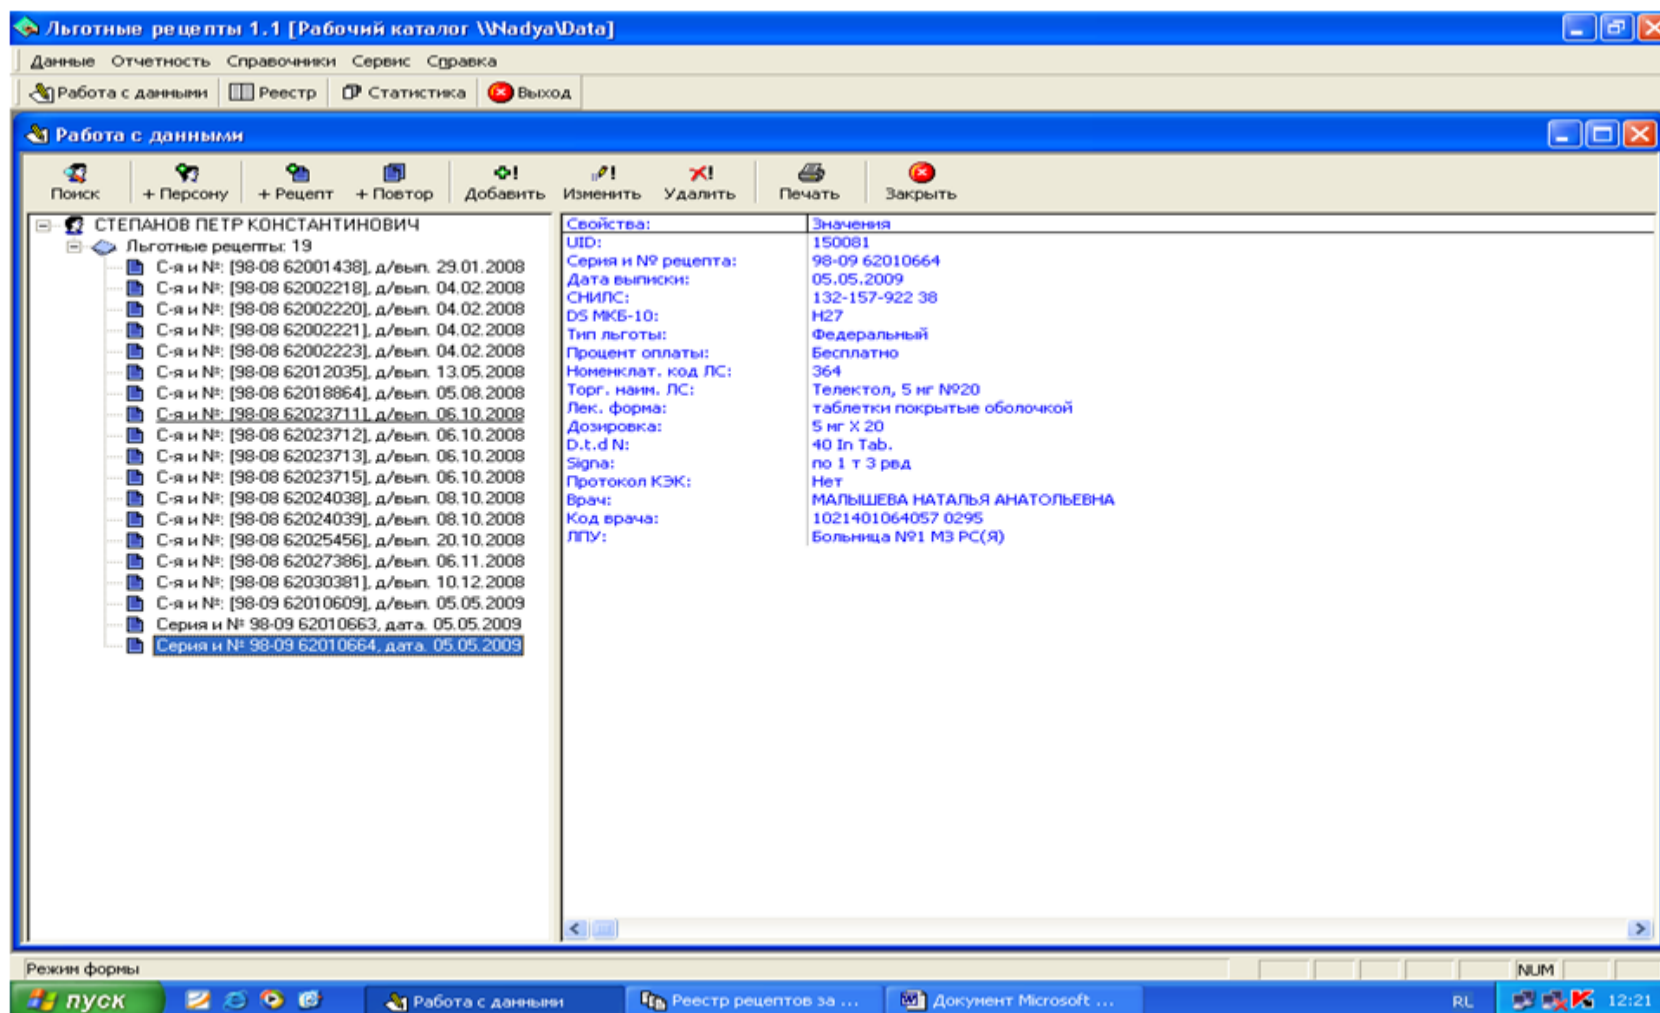 Льготные рецепты 1.1 [Рабочий каталог \\Nadya\Data]
Данные Отчетность Справочники Сервис Справка
Работа с данными Реестр Статистика Выход
Работа с данными
Поиск + Персону + Рецепт + Повтор Добавить Изменить Удалить Печать Закрыть
СТЕПАНОВ ПЕТР КОНСТАНТИНОВИЧ
Льготные рецепты: 19
С-я и №: [98-08 62001438], д/вып. 29.01.2008
С-я и №: [98-08 62002218], д/вып. 04.02.2008
С-я и №: [98-08 62002220], д/вып. 04.02.2008
С-я и №: [98-08 62002221], д/вып. 04.02.2008
С-я и №: [98-08 62002223], д/вып. 04.02.2008
С-я и №: [98-08 62012035], д/вып. 13.05.2008
С-я и №: [98-08 62018864], д/вып. 05.08.2008
С-я и №: [98-08 62023711], д/вып. 06.10.2008
С-я и №: [98-08 62023712], д/вып. 06.10.2008
С-я и №: [98-08 62023713], д/вып. 06.10.2008
С-я и №: [98-08 62023715], д/вып. 06.10.2008
С-я и №: [98-08 62024038], д/вып. 08.10.2008
С-я и №: [98-08 62024039], д/вып. 08.10.2008
С-я и №: [98-08 62025456], д/вып. 20.10.2008
С-я и №: [98-08 62027386], д/вып. 06.11.2008
С-я и №: [98-08 62030381], д/вып. 10.12.2008
С-я и №: [98-09 62010609], д/вып. 05.05.2009
Серия и № 98-09 62010663, дата. 05.05.2009
Серия и № 98-09 62010664, дата. 05.05.2009
Свойства: Значения
UID: 150081
Серия и № рецепта: 98-09 62010664
Дата выписки: 05.05.2009
СНИЛС: 132-157-922 38
DS МКБ-10: H27
Тип льготы: Федеральный
Процент оплаты: Бесплатно
Номенклат. код ЛС: 364
Торг. наим. ЛС: Телектол, 5 мг №20
Лек. форма: таблетки покрытые оболочкой
Дозировка: 5 мг X 20
D.t.d N: 40 In Tab.
Signa: по 1 т 3 рвд
Протокол КЭК: Нет
Врач: МАЛЫШЕВА НАТАЛЬЯ АНАТОЛЬЕВНА
Код врача: 1021401064057 0295
ЛПУ: Больница №1 МЗ РС(Я)
Режим формы NUM
пуск Работа с данными Реестр рецептов за ... Документ Microsoft ... RL 12:21